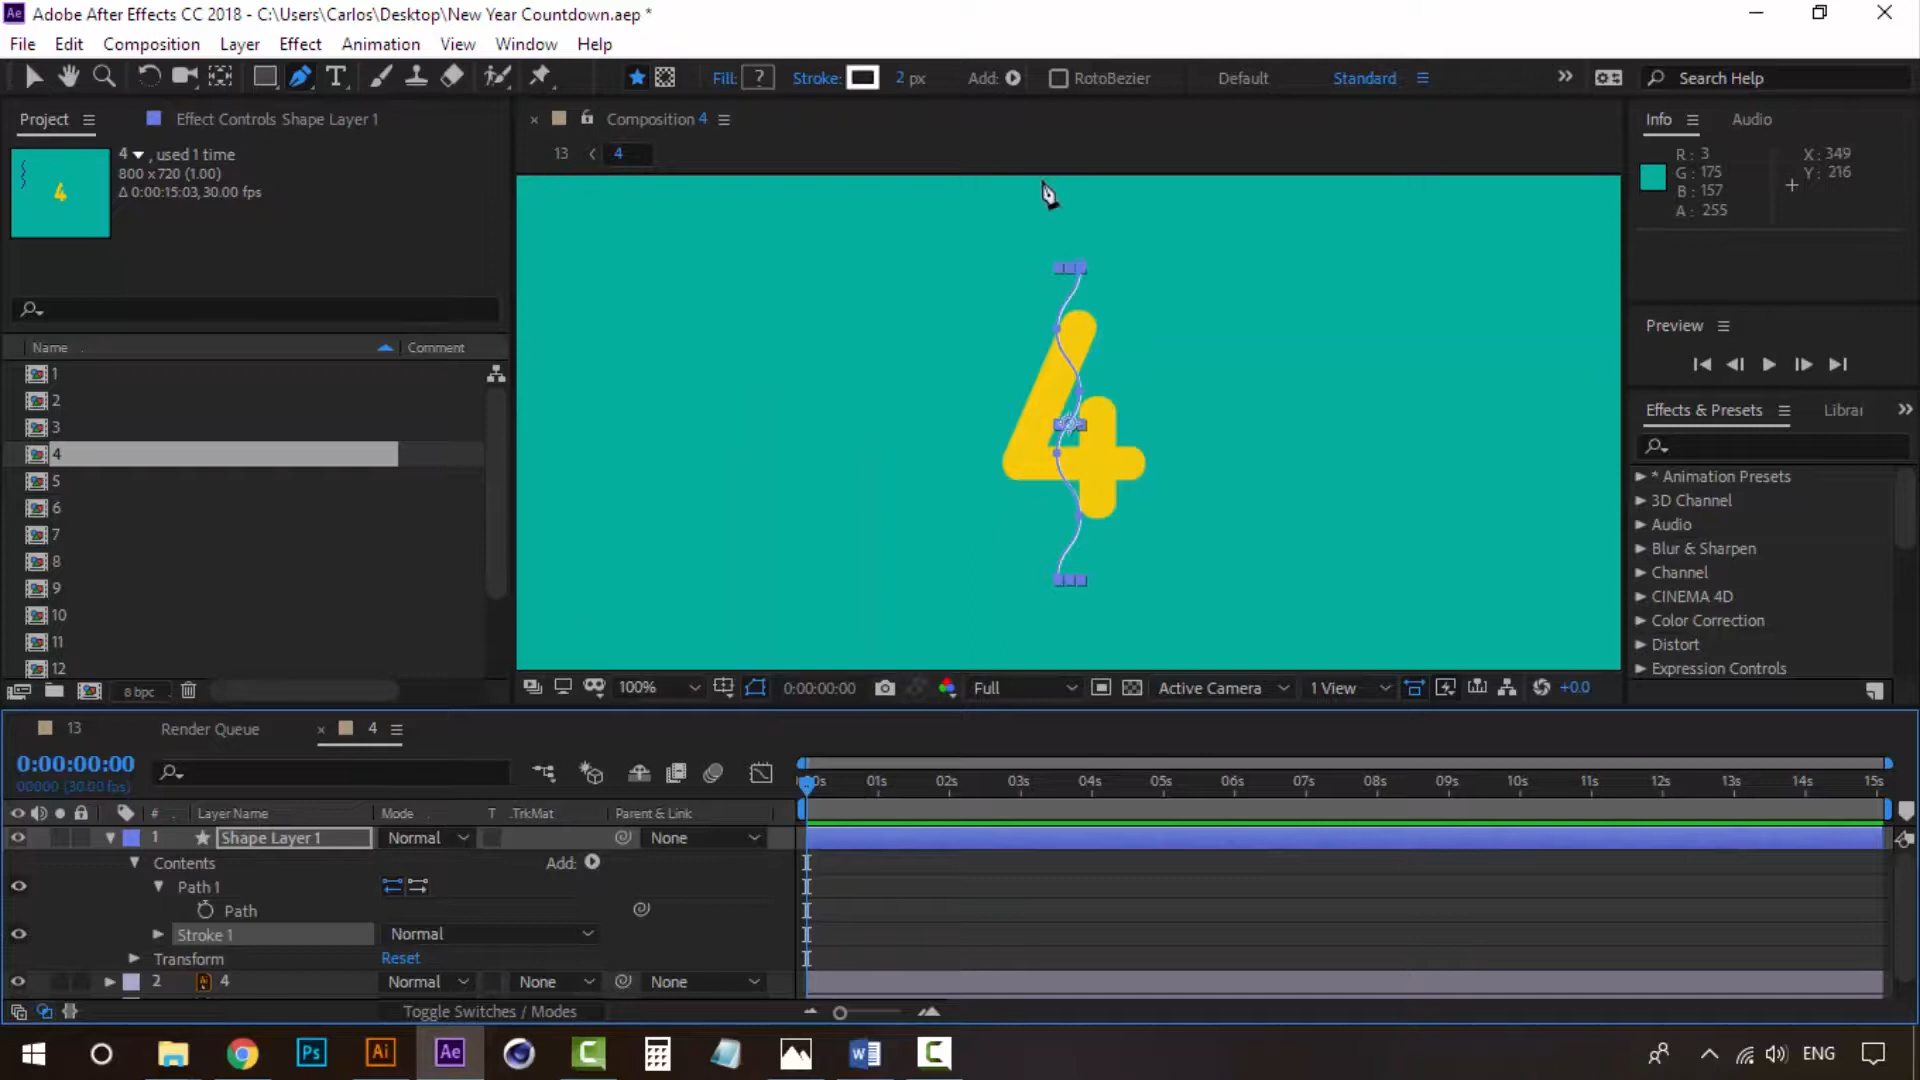 Ae Adobe After Effects CC 2018 - C:\Users\Carlos\Desktop\New Year Countdown.aep *
File Edit Composition Layer Effect Animation View Window Help
T Fill: ? Stroke: 2 px Add: RotoBezier Default Standard Search Help
Project Effect Controls Shape Layer 1
4 , used 1 time
800 x 720 (1.00)
Δ 0:00:15:03, 30.00 fps
4
Name Comment
1
2
3
4
5
6
7
8
9
10
11
12
8 bpc
Composition 4
13 4
4
100% 0:00:00:00 Full Active Camera 1 View +0.0
Info Audio
R: 3 X: 349
G: 175 Y: 216
B: 157
A: 255
Preview
Effects & Presets Librar
* Animation Presets
3D Channel
Audio
Blur & Sharpen
Channel
CINEMA 4D
Color Correction
Distort
Expression Controls
13 Render Queue 4
0:00:00:00
00000 (30.00 fps)
00s 01s 02s 03s 04s 05s 06s 07s 08s 09s 10s 11s 12s 13s 14s 15s
# Layer Name Mode T .TrkMat Parent & Link
1 Shape Layer 1 Normal None
Contents Add:
Path 1
Path
Stroke 1 Normal
Transform Reset
2 Ai 4 Normal None None
Toggle Switches / Modes
Ps Ai Ae ENG